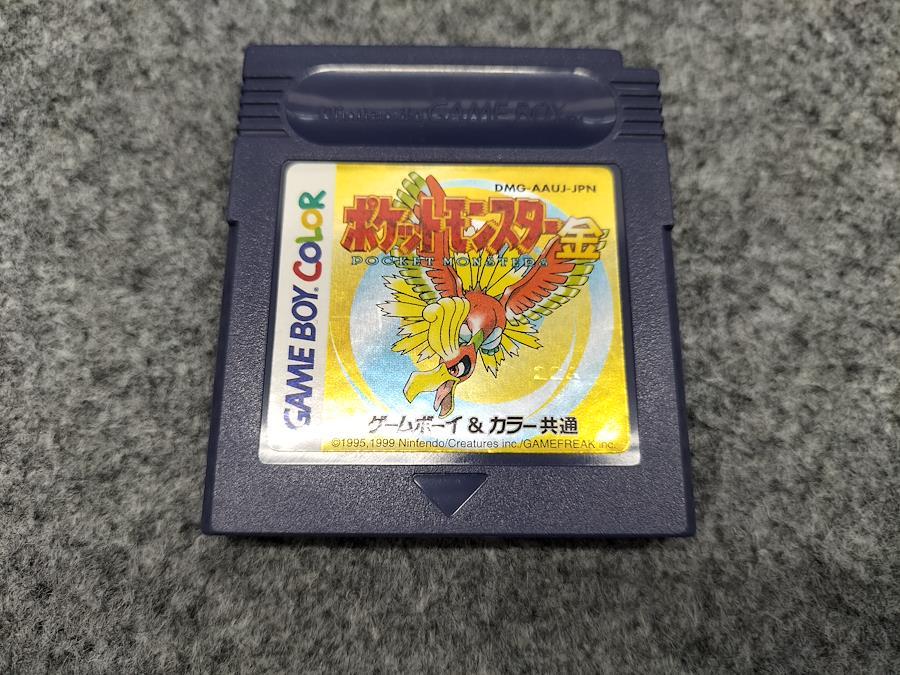 Nintendo GAME BOY
DMG-AAUJ-JPN
ポケットモンスター金
POCKET MONSTERS
GAME BOY COLOR
22A
ゲームボーイ & カラー共通
©1995,1999 Nintendo/Creatures inc./GAMEFREAK inc.